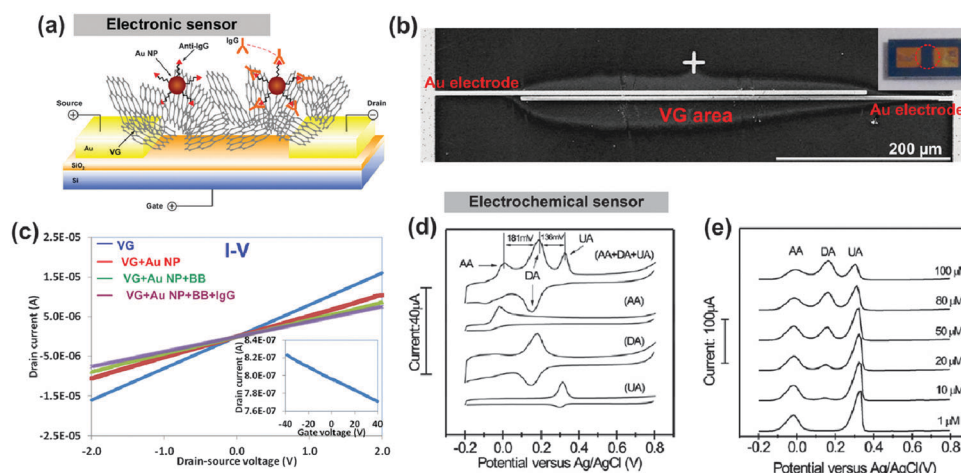 (a)
Electronic sensor
Au NP
Anti-IgG
IgG
Source
Drain
Au
VG
SiO₂
Si
Gate
(b)
Au electrode
Au electrode
VG area
200 µm
(c)
I-V
VG
VG+Au NP
VG+Au NP+BB
VG+Au NP+BB+IgG
Drain current (A)
2.5E-05
1.5E-05
5.0E-06
-5.0E-06
-1.5E-05
-2.5E-05
-2.0
-1.0
0.0
1.0
2.0
Drain-source voltage (V)
Drain current (A)
8.4E-07
8.2E-07
8.0E-07
7.8E-07
7.6E-07
-40
-20
0
20
40
Gate voltage (V)
Electrochemical sensor
(d)
181mV
136mV
UA
AA
DA
(AA+DA+UA)
(AA)
(DA)
(UA)
Current:40µA
-0.2
0.0
0.2
0.4
0.6
0.8
Potential versus Ag/AgCl (V)
(e)
AA
DA
UA
100 µM
80 µM
50 µM
20 µM
10 µM
1 µM
Current: 100µA
-0.2
0.0
0.2
0.4
0.6
0.8
Potential versus Ag/AgCl(V)